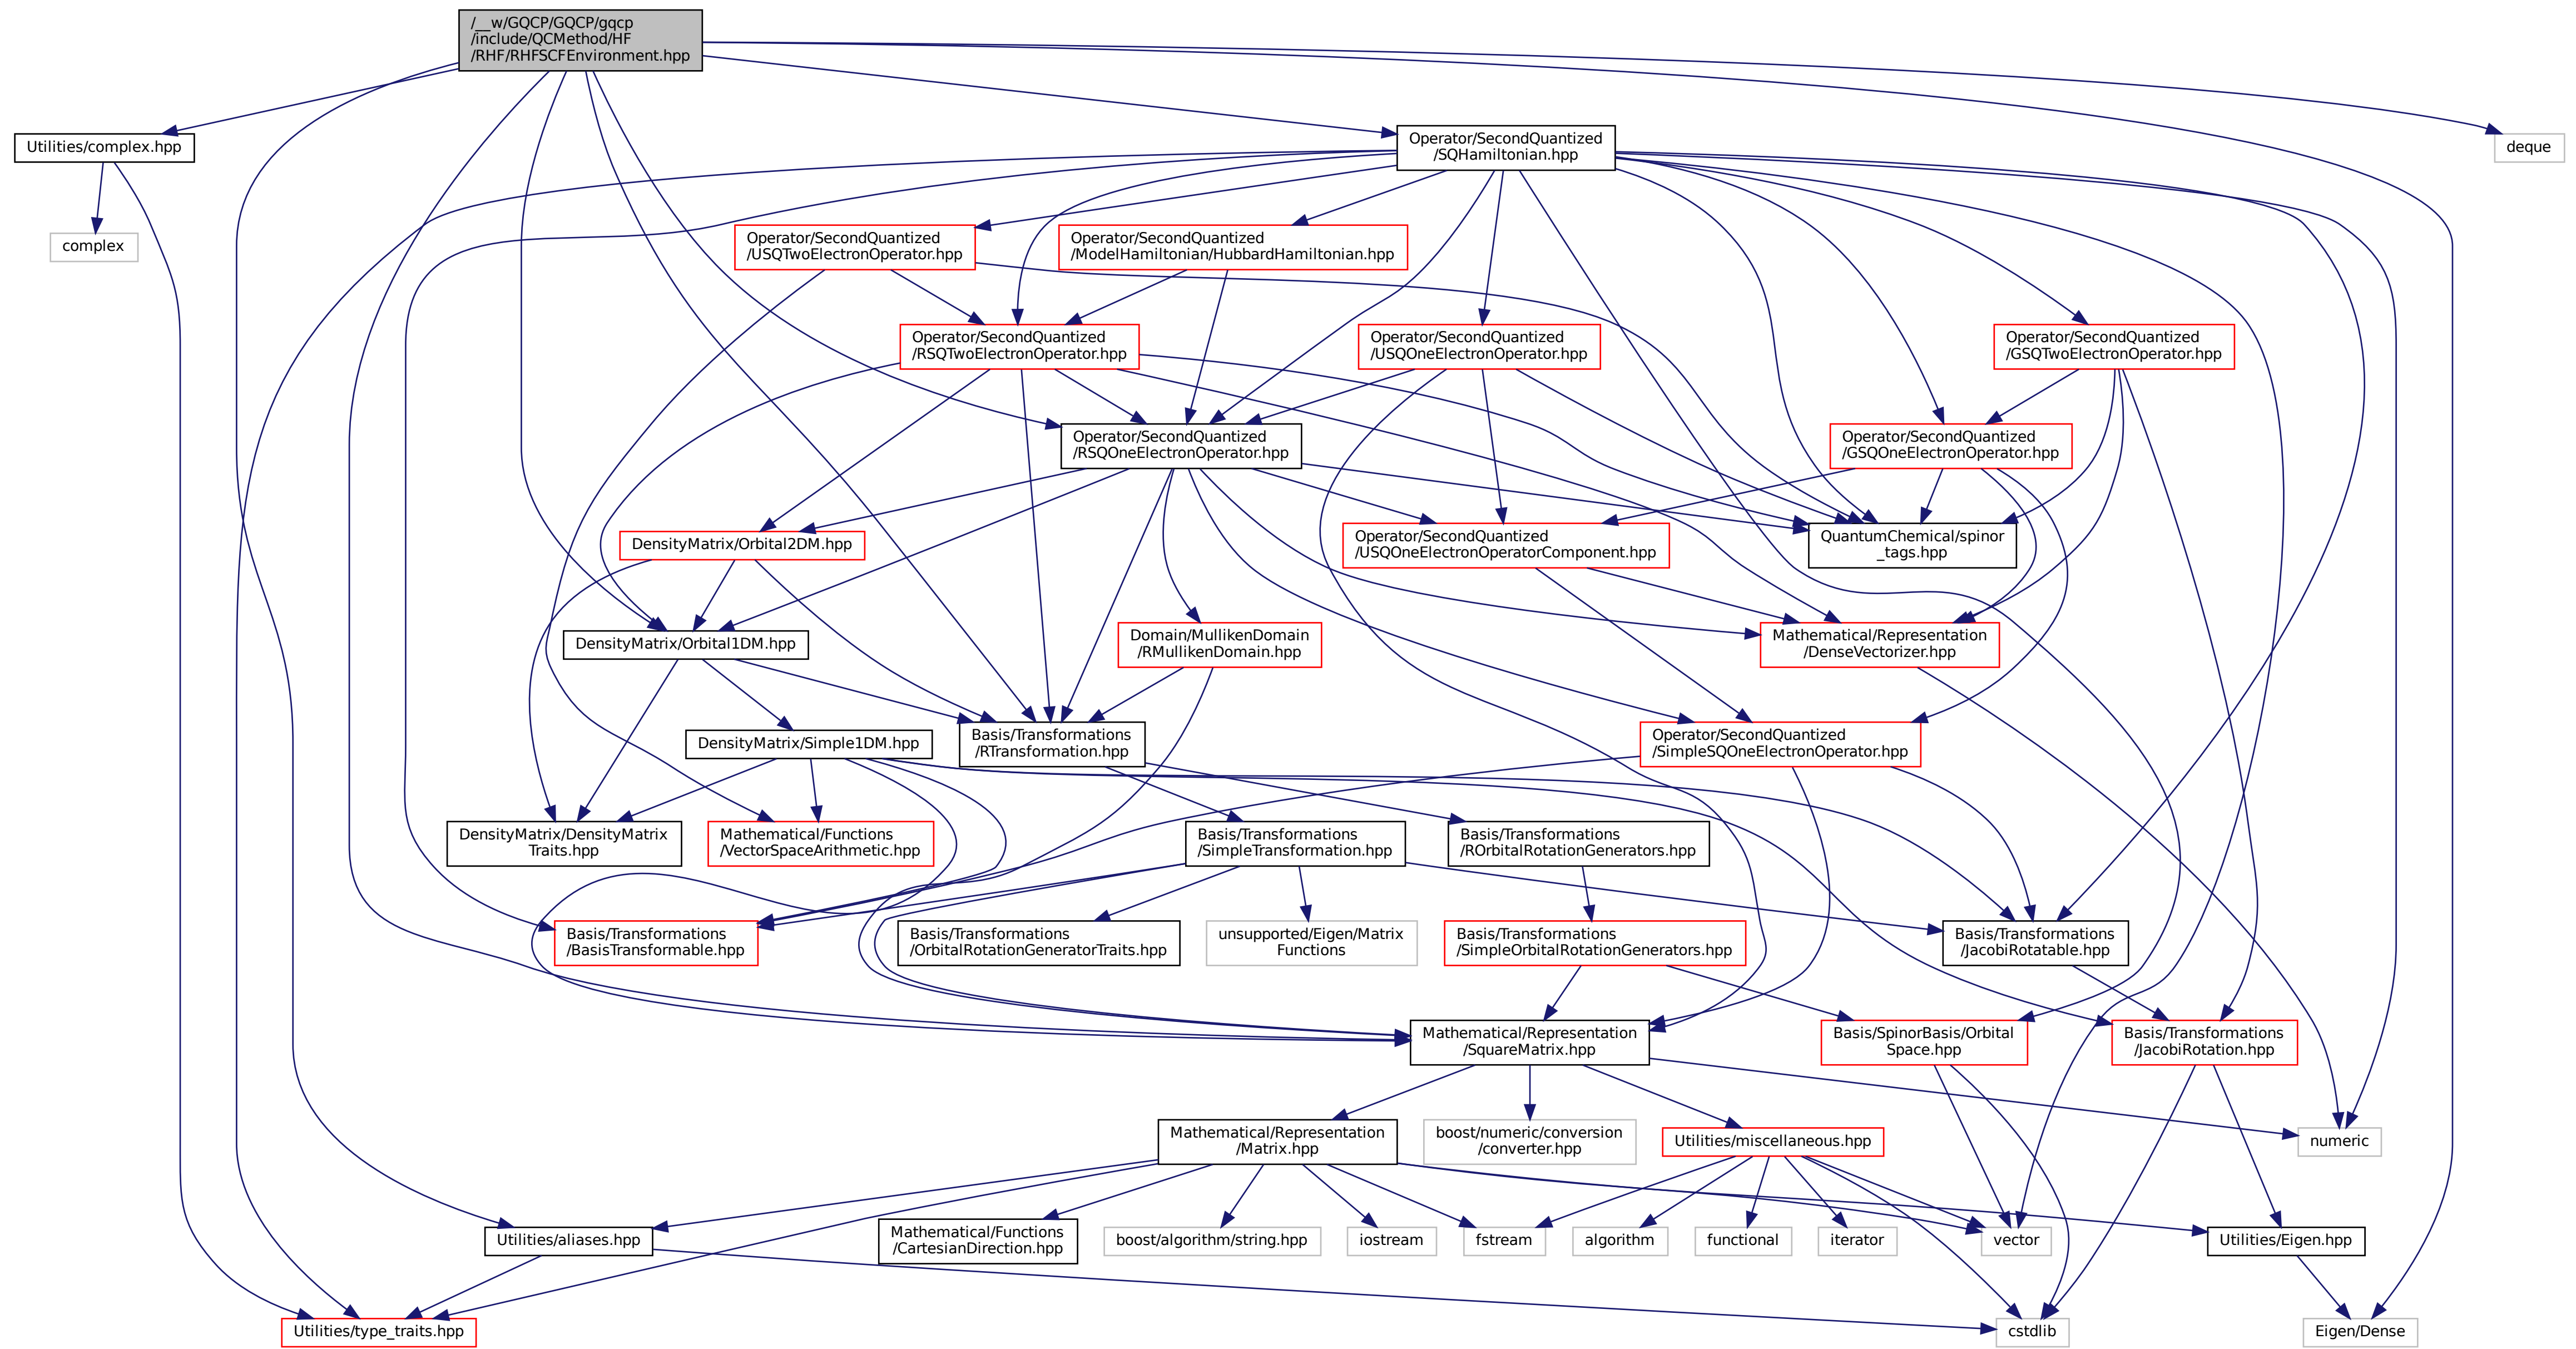 /__w/GQCP/GQCP/gqcp
/include/QCMethod/HF
/RHF/RHFSCFEnvironment.hpp
Utilities/complex.hpp
Operator/SecondQuantized
/SQHamiltonian.hpp
deque
complex
Operator/SecondQuantized
/USQTwoElectronOperator.hpp
Operator/SecondQuantized
/ModelHamiltonian/HubbardHamiltonian.hpp
Operator/SecondQuantized
/RSQTwoElectronOperator.hpp
Operator/SecondQuantized
/USQOneElectronOperator.hpp
Operator/SecondQuantized
/GSQTwoElectronOperator.hpp
Operator/SecondQuantized
/RSQOneElectronOperator.hpp
Operator/SecondQuantized
/GSQOneElectronOperator.hpp
DensityMatrix/Orbital2DM.hpp
Operator/SecondQuantized
/USQOneElectronOperatorComponent.hpp
QuantumChemical/spinor
_tags.hpp
DensityMatrix/Orbital1DM.hpp
Domain/MullikenDomain
/RMullikenDomain.hpp
Mathematical/Representation
/DenseVectorizer.hpp
DensityMatrix/Simple1DM.hpp
Basis/Transformations
/RTransformation.hpp
Operator/SecondQuantized
/SimpleSQOneElectronOperator.hpp
DensityMatrix/DensityMatrix
Traits.hpp
Mathematical/Functions
/VectorSpaceArithmetic.hpp
Basis/Transformations
/SimpleTransformation.hpp
Basis/Transformations
/ROrbitalRotationGenerators.hpp
Basis/Transformations
/BasisTransformable.hpp
Basis/Transformations
/OrbitalRotationGeneratorTraits.hpp
unsupported/Eigen/Matrix
Functions
Basis/Transformations
/SimpleOrbitalRotationGenerators.hpp
Basis/Transformations
/JacobiRotatable.hpp
Mathematical/Representation
/SquareMatrix.hpp
Basis/SpinorBasis/Orbital
Space.hpp
Basis/Transformations
/JacobiRotation.hpp
Mathematical/Representation
/Matrix.hpp
boost/numeric/conversion
/converter.hpp
Utilities/miscellaneous.hpp
numeric
Utilities/aliases.hpp
Mathematical/Functions
/CartesianDirection.hpp
boost/algorithm/string.hpp
iostream
fstream
algorithm
functional
iterator
vector
Utilities/Eigen.hpp
Utilities/type_traits.hpp
cstdlib
Eigen/Dense